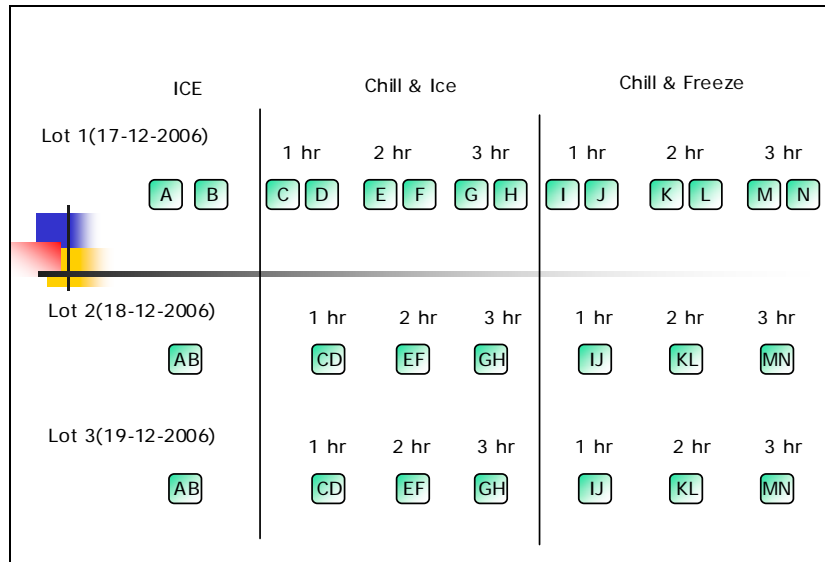 ICE Chill & Ice Chill & Freeze
Lot 1(17-12-2006)
1 hr 2 hr 3 hr 1 hr 2 hr 3 hr
A B C D E F G H I J K L M N
Lot 2(18-12-2006)
1 hr 2 hr 3 hr 1 hr 2 hr 3 hr
AB CD EF GH IJ KL MN
Lot 3(19-12-2006)
1 hr 2 hr 3 hr 1 hr 2 hr 3 hr
AB CD EF GH IJ KL MN